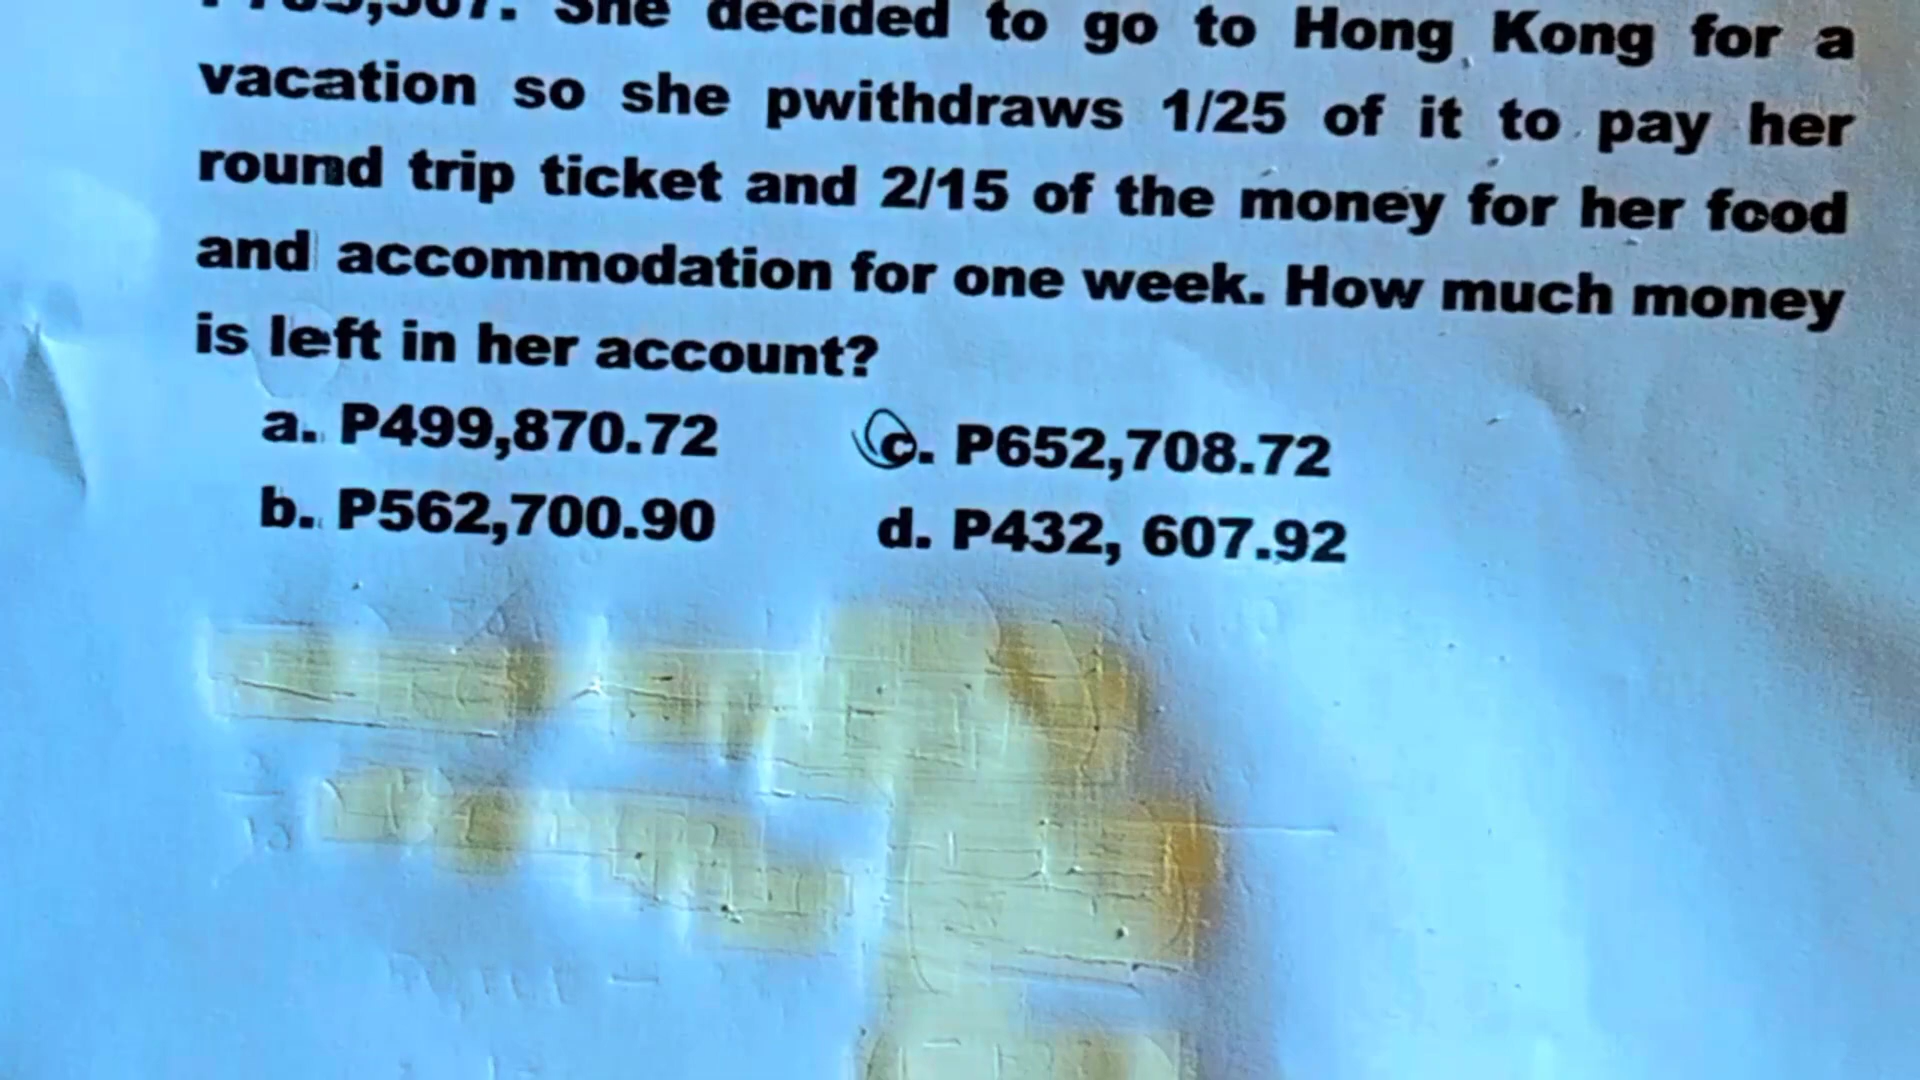 She decided to go to Hong Kong for a
vacation so she pwithdraws 1/25 of it to pay her
round trip ticket and 2/15 of the money for her food
and accommodation for one week. How much money
is left in her account?
a. P499,870.72 c. P652,708.72
b. P562,700.90 d. P432, 607.92